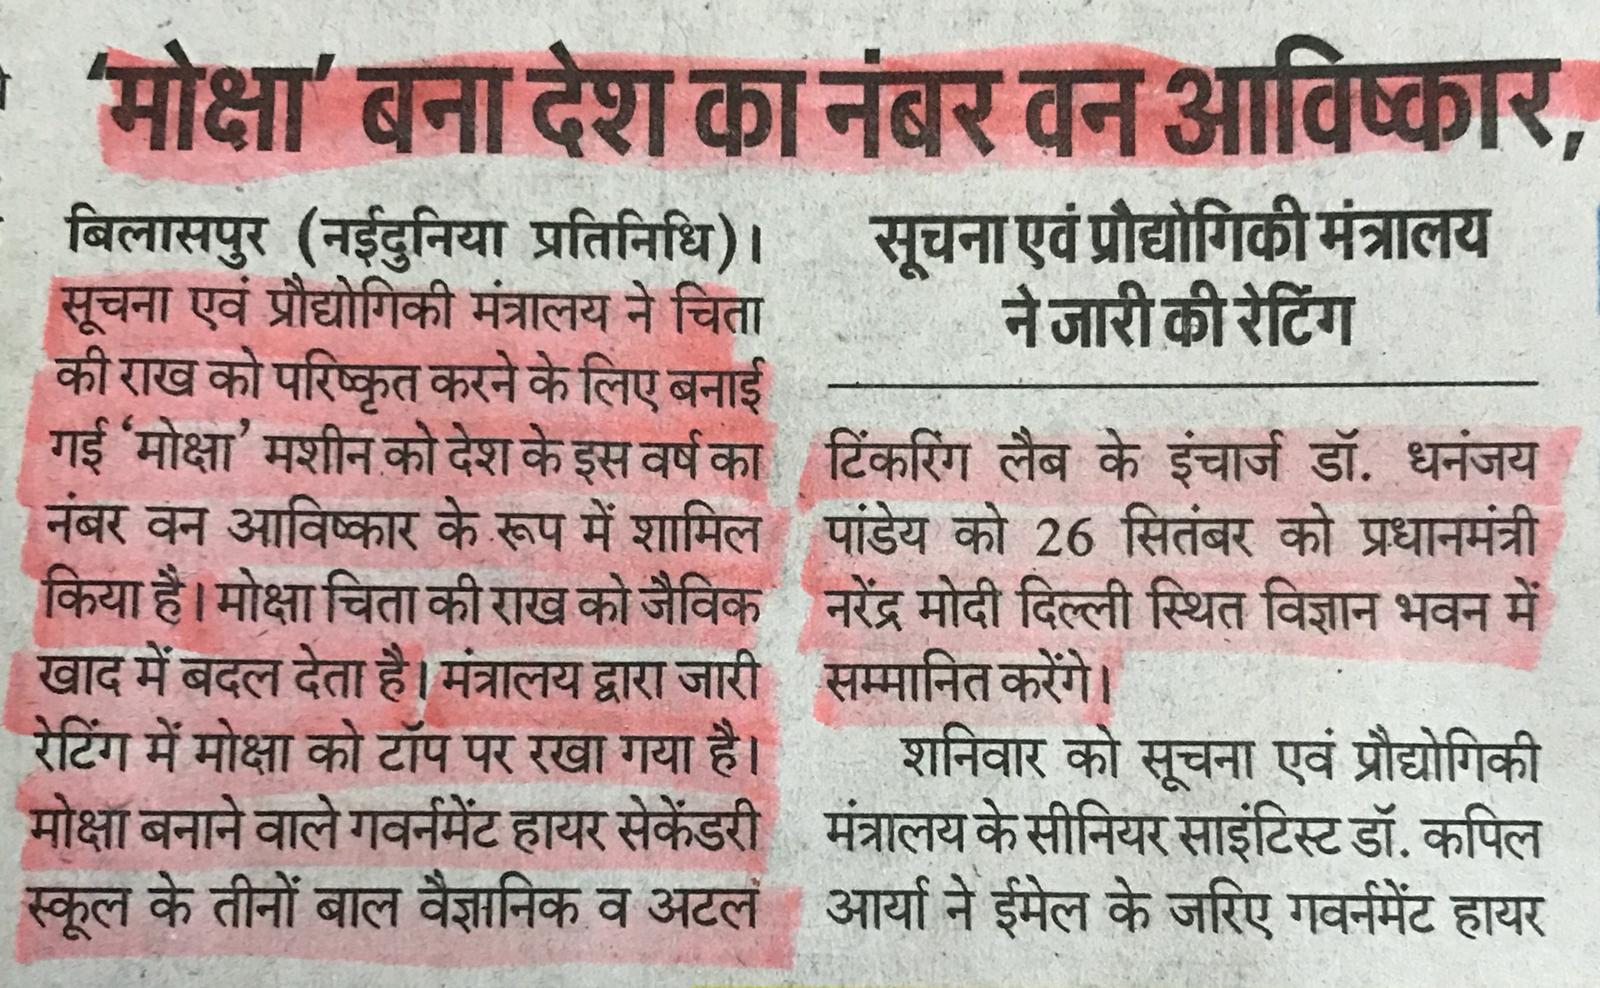 ‘मोक्षा’ बना देश का नंबर वन आविष्कार,
बिलासपुर (नईदुनिया प्रतिनिधि)।
सूचना एवं प्रौद्योगिकी मंत्रालय ने चिता
की राख को परिष्कृत करने के लिए बनाई
गई ‘मोक्षा’ मशीन को देश के इस वर्ष का
नंबर वन आविष्कार के रूप में शामिल
किया है। मोक्षा चिता की राख को जैविक
खाद में बदल देता है। मंत्रालय द्वारा जारी
रेटिंग में मोक्षा को टॉप पर रखा गया है।
मोक्षा बनाने वाले गवर्नमेंट हायर सेकेंडरी
स्कूल के तीनों बाल वैज्ञानिक व अटल
सूचना एवं प्रौद्योगिकी मंत्रालय
ने जारी की रेटिंग
टिंकरिंग लैब के इंचार्ज डॉ. धनंजय
पांडेय को 26 सितंबर को प्रधानमंत्री
नरेंद्र मोदी दिल्ली स्थित विज्ञान भवन में
सम्मानित करेंगे।
शनिवार को सूचना एवं प्रौद्योगिकी
मंत्रालय के सीनियर साइंटिस्ट डॉ. कपिल
आर्या ने ईमेल के जरिए गवर्नमेंट हायर